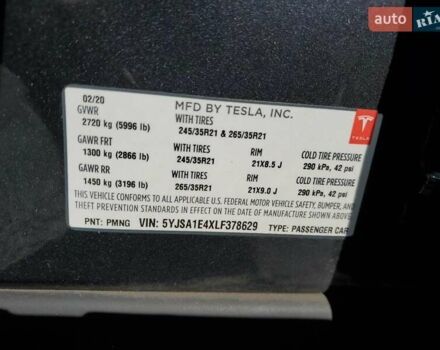 auto RIA
02/20 MFD BY TESLA, INC.
GVWR WITH TIRES
2720 kg (5996 lb) 245/35R21 & 265/35R21 TESLA
GAWR FRT WITH TIRES RIM COLD TIRE PRESSURE
1300 kg (2866 lb) 245/35R21 21X8.5 J 290 kPa, 42 psi
GAWR RR WITH TIRES RIM COLD TIRE PRESSURE
1450 kg (3196 lb) 265/35R21 21X9.0 J 290 kPa, 42 psi
THIS VEHICLE CONFORMS TO ALL APPLICABLE U.S. FEDERAL MOTOR VEHICLE SAFETY, BUMPER, AND
THEFT PREVENTION STANDARDS IN EFFECT ON THE DATE OF MANUFACTURE SHOWN ABOVE.
PNT: PMNG VIN: 5YJSA1E4XLF378629 TYPE: PASSENGER CAR